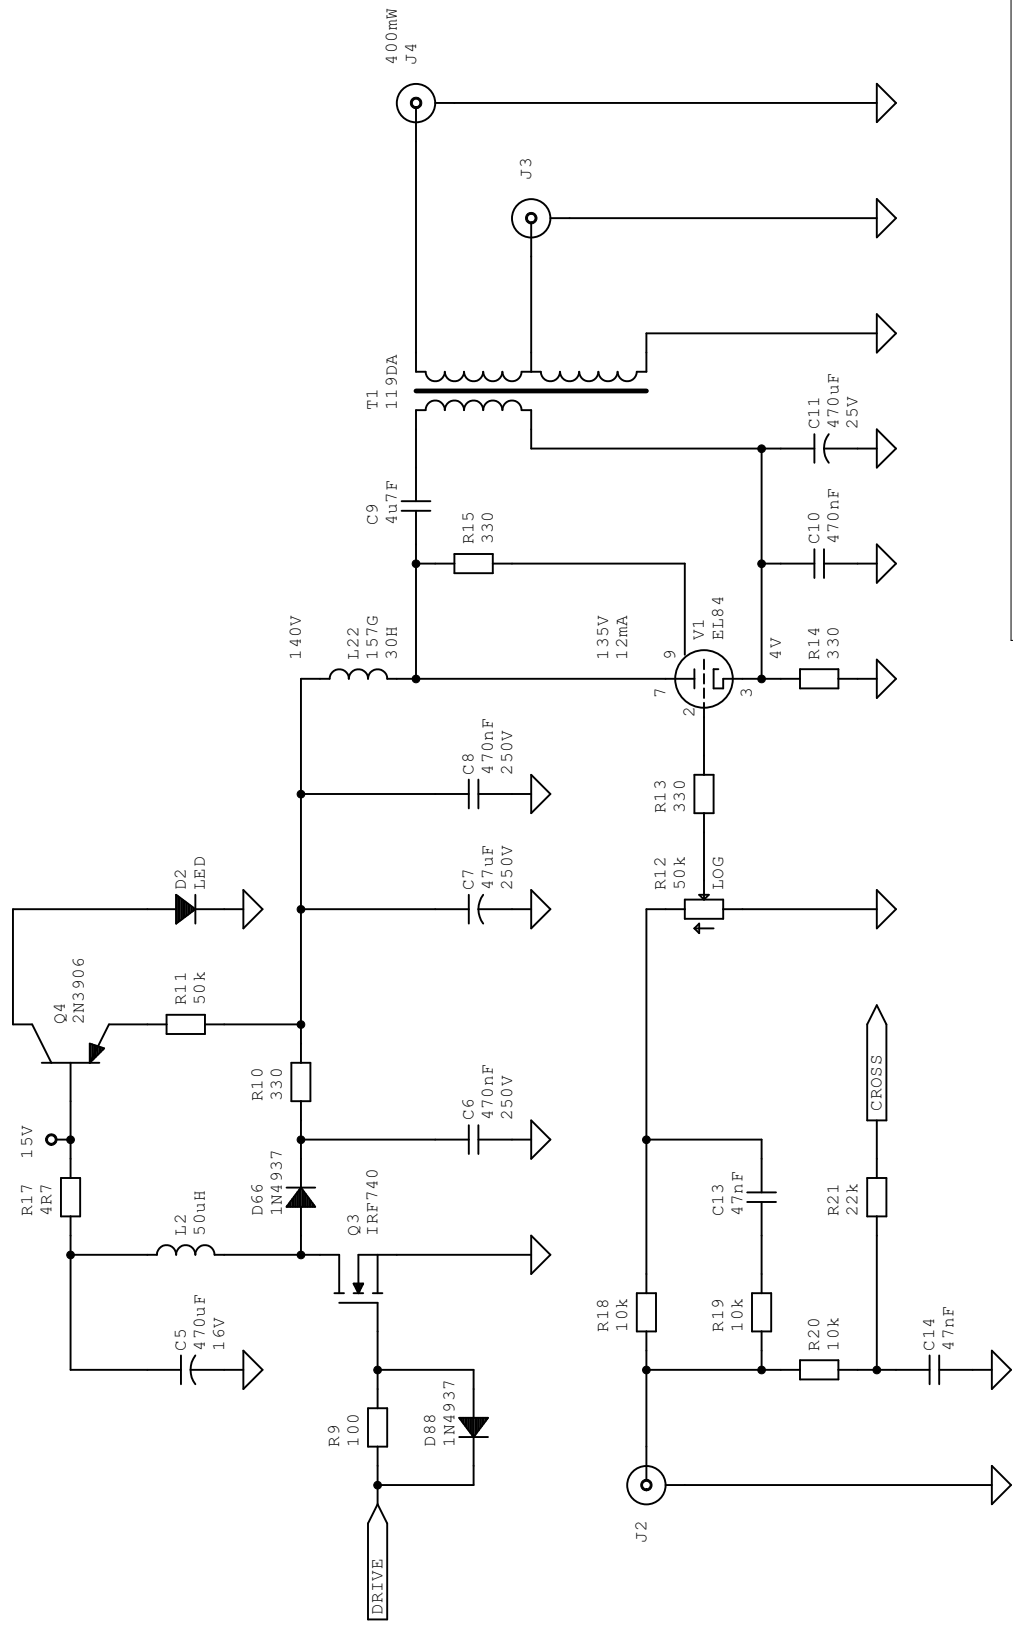 400mW
J4
J3
T1
119DA
C11
470uF
25V
C9
4u7F
R15
330
C10
470nF
140V
L22
157G
30H
135V
12mA
9
V1
EL84
7
2
3
4V
R14
330
C8
470nF
250V
R13
330
D2
LED
C7
47uF
250V
R12
50k
LOG
Q4
2N3906
R11
50k
R10
330
C6
470nF
250V
CROSS
15V
R17
4R7
L2
50uH
D66
1N4937
Q3
IRF740
C13
47nF
R21
22k
C5
470uF
16V
R18
10k
R19
10k
R20
10k
C14
47nF
R9
100
D88
1N4937
J2
DRIVE